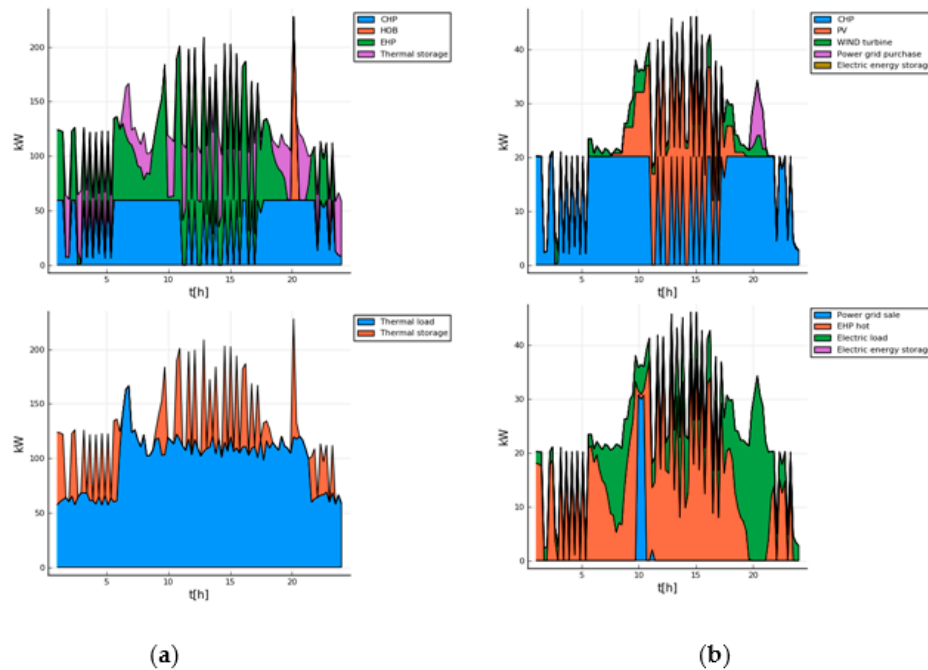 CHP
HOB
EHP
Thermal storage
200
150
100
50
0
kW
5
10
15
20
t[h]
CHP
PV
WIND turbine
Power grid purchase
Electric energy storage
40
30
20
10
0
kW
5
10
15
20
t[h]
Thermal load
Thermal storage
200
150
100
50
0
kW
5
10
15
20
t[h]
Power grid sale
EHP hot
Electric load
Electric energy storage
40
30
20
10
0
kW
5
10
15
20
t[h]
(a)
(b)